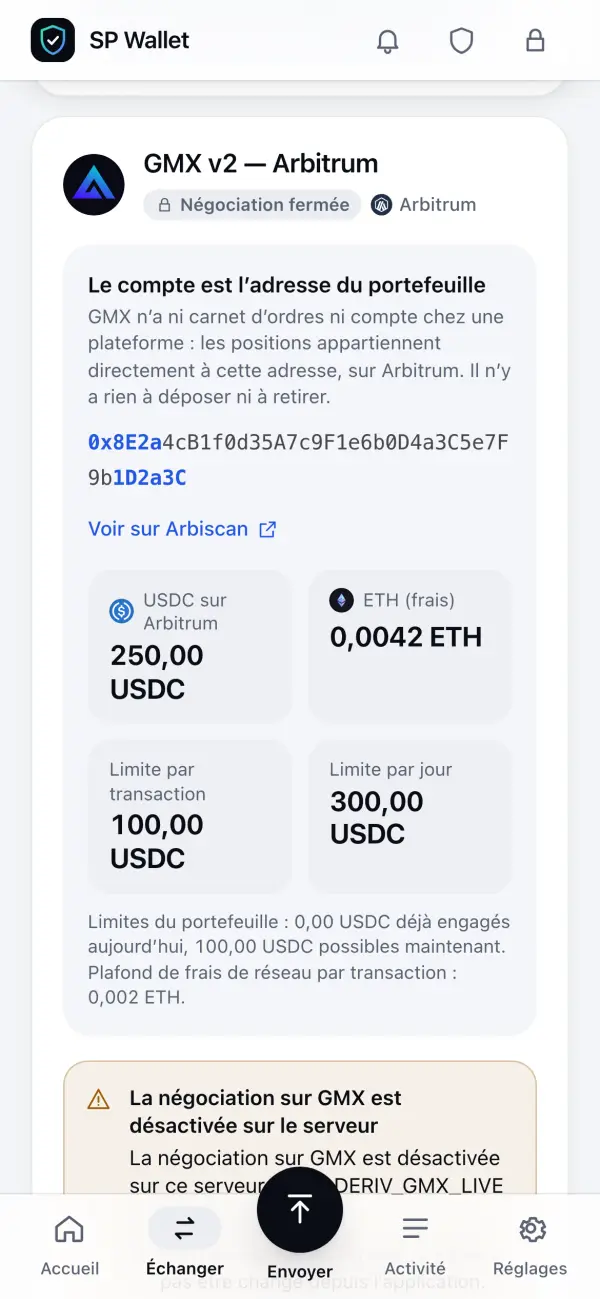 SP Wallet
GMX v2 — Arbitrum
Négociation fermée
Arbitrum
Le compte est l’adresse du portefeuille
GMX n’a ni carnet d’ordres ni compte chez une
plateforme : les positions appartiennent
directement à cette adresse, sur Arbitrum. Il n’y
a rien à déposer ni à retirer.
0x8E2a4cB1f0d35A7c9F1e6b0D4a3C5e7F
9b1D2a3C
Voir sur Arbiscan
USDC sur
Arbitrum
250,00
USDC
ETH (frais)
0,0042 ETH
Limite par
transaction
100,00
USDC
Limite par jour
300,00
USDC
Limites du portefeuille : 0,00 USDC déjà engagés
aujourd’hui, 100,00 USDC possibles maintenant.
Plafond de frais de réseau par transaction :
0,002 ETH.
La négociation sur GMX est
désactivée sur le serveur
La négociation sur GMX est désactivée
sur ce serveur DERIV_GMX_LIVE
pas être changé depuis l’application.
Accueil
Échanger
Envoyer
Activité
Réglages